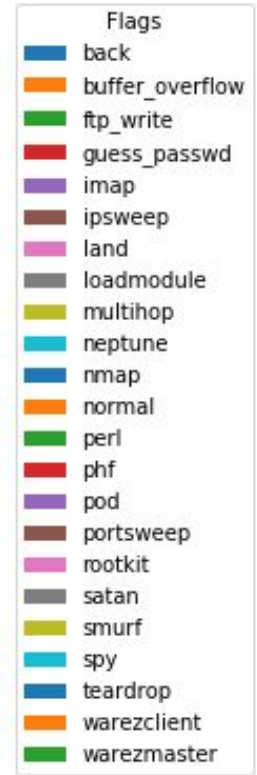 Flags
back
buffer_overflow
ftp_write
guess_passwd
imap
ipsweep
land
loadmodule
multihop
neptune
nmap
normal
perl
phf
pod
portsweep
rootkit
satan
smurf
spy
teardrop
warezclient
warezmaster